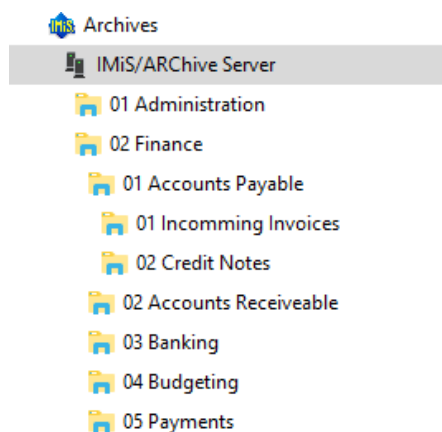 IMiS Archives
IMiS/ARChive Server
01 Administration
02 Finance
01 Accounts Payable
01 Incomming Invoices
02 Credit Notes
02 Accounts Receiveable
03 Banking
04 Budgeting
05 Payments